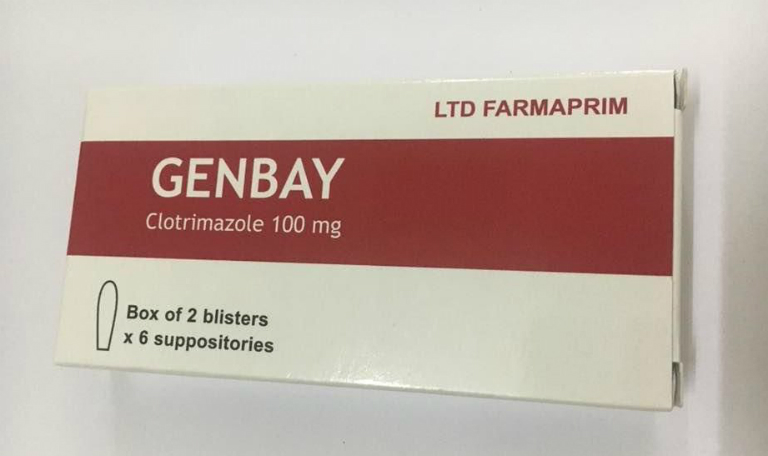 LTD FARMAPRIM
GENBAY
Clotrimazole 100 mg
Box of 2 blisters
x 6 suppositories